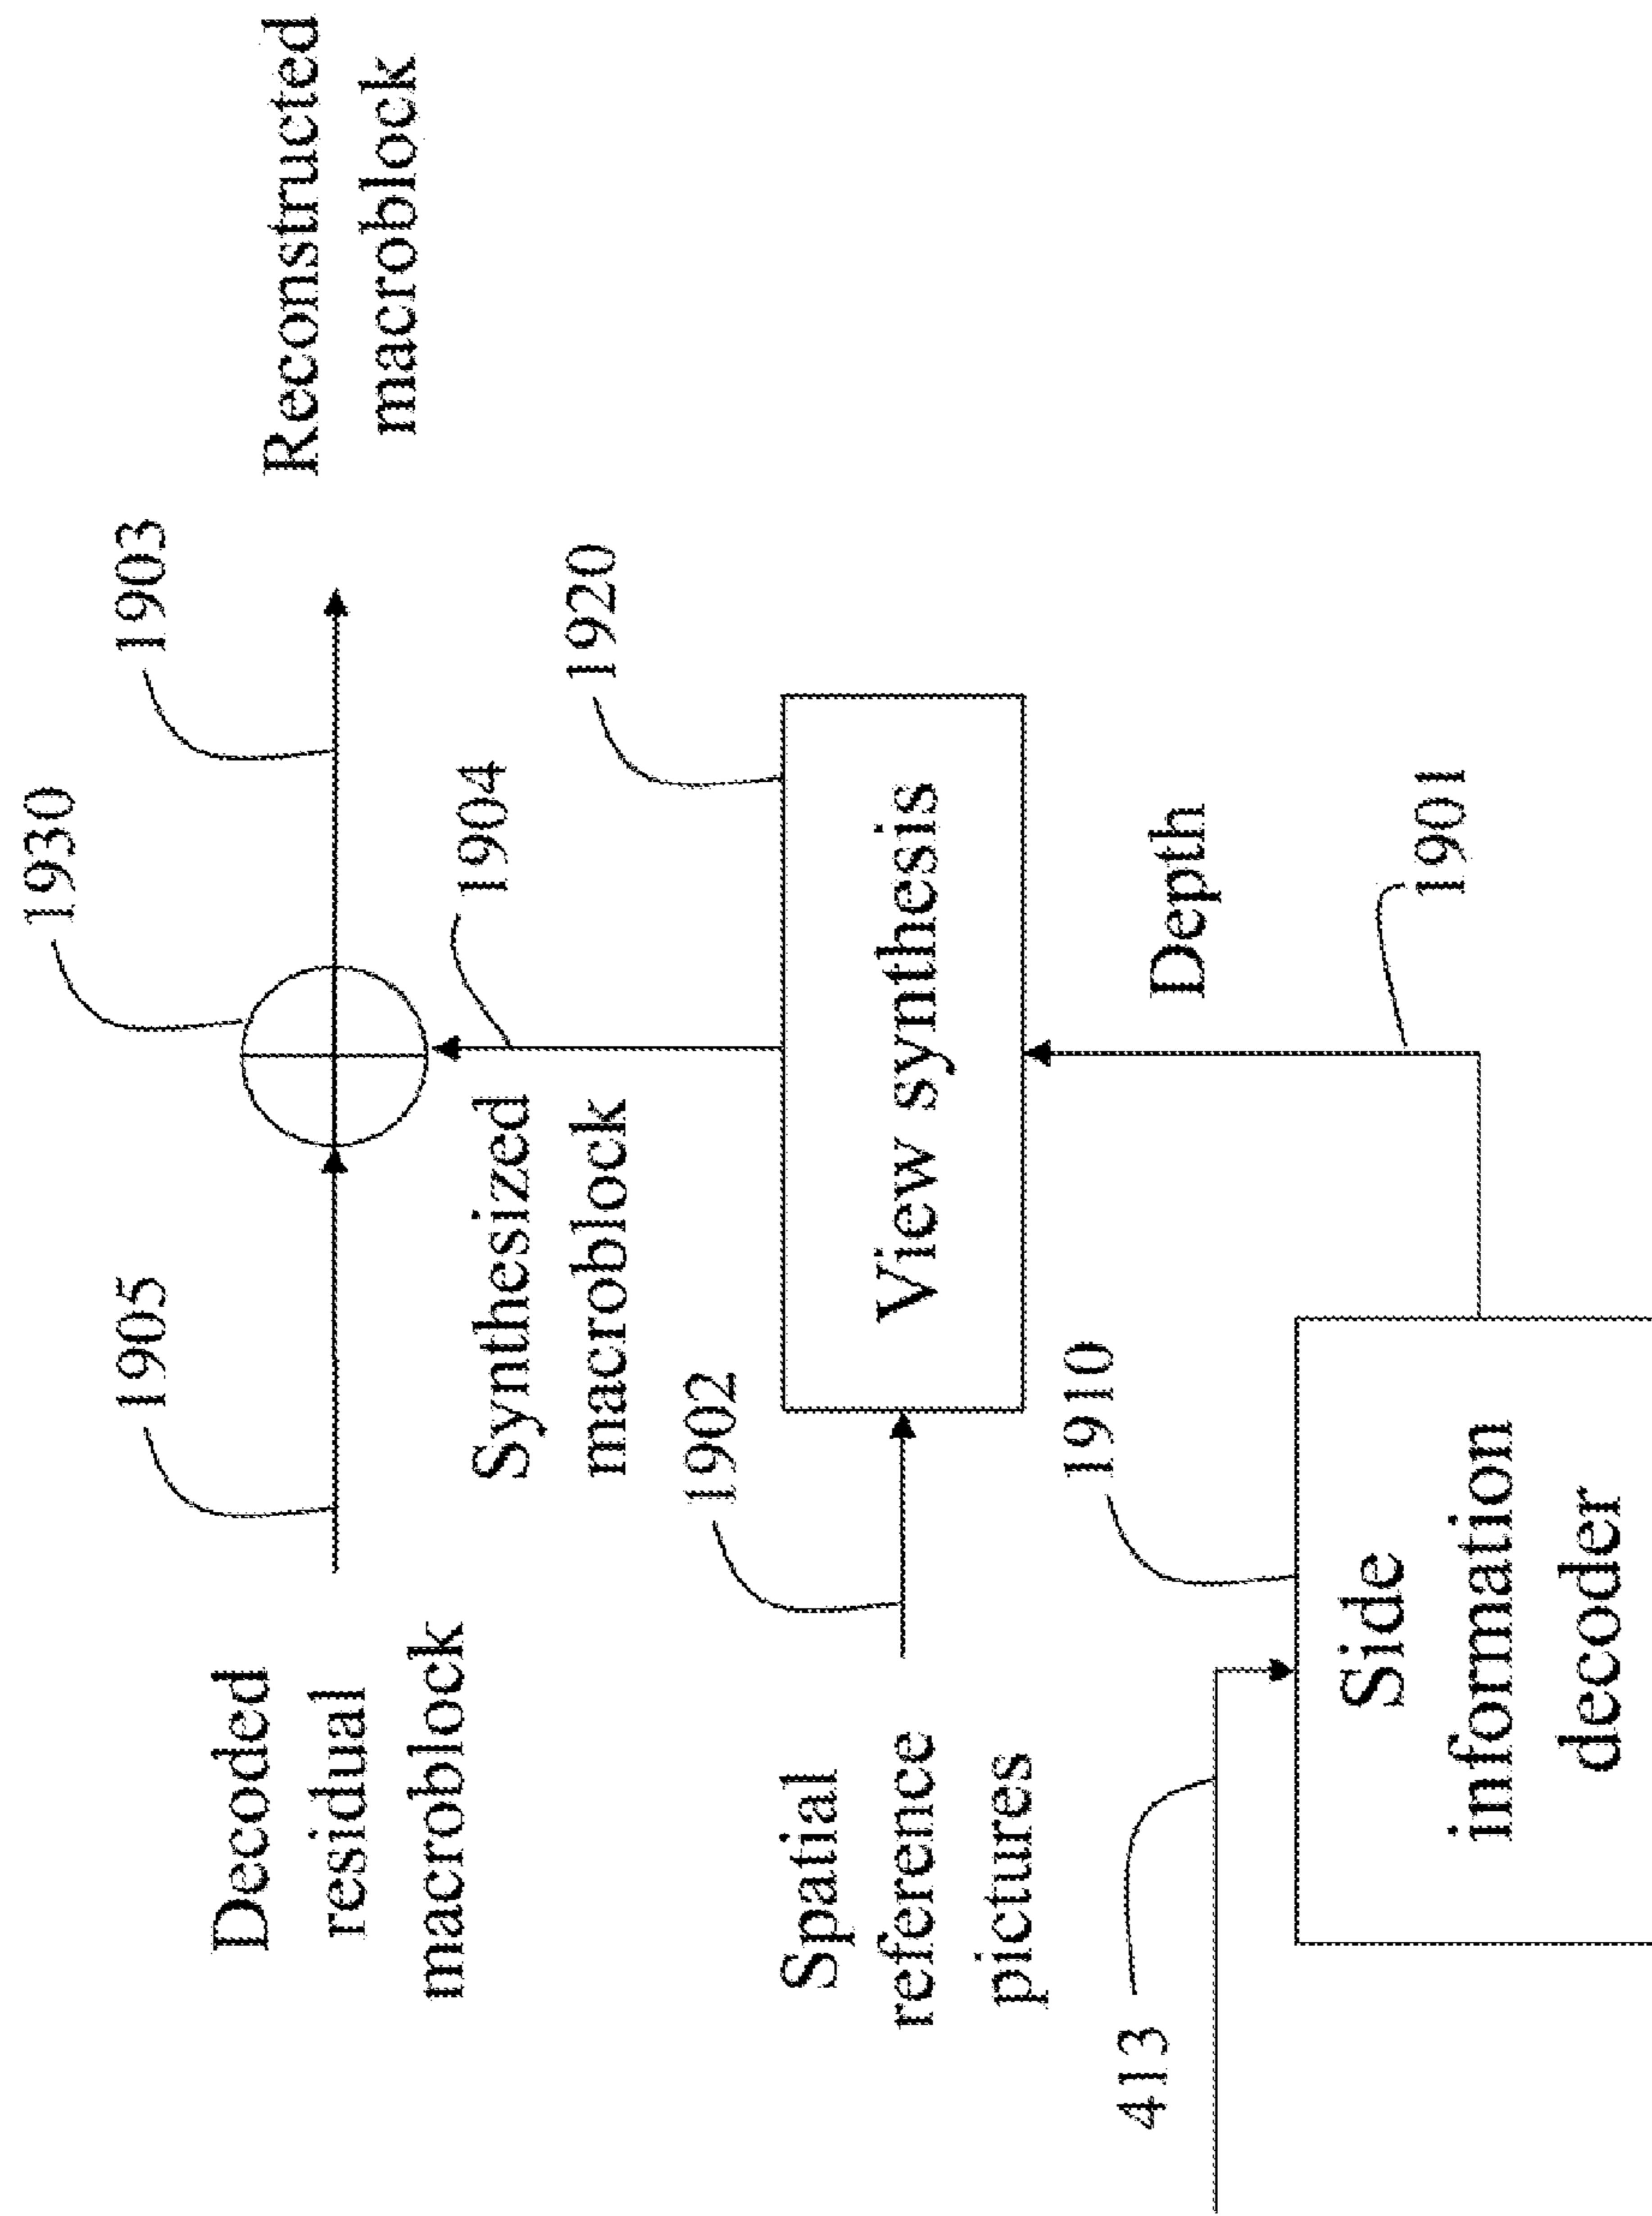 1930
1905
1903
Decoded
residual
macroblock
Reconstructed
macroblock
1904
Synthesized
macroblock
1920
1902
Spatial
reference
pictures
View synthesis
1910
Depth
413
1901
Side
information
decoder